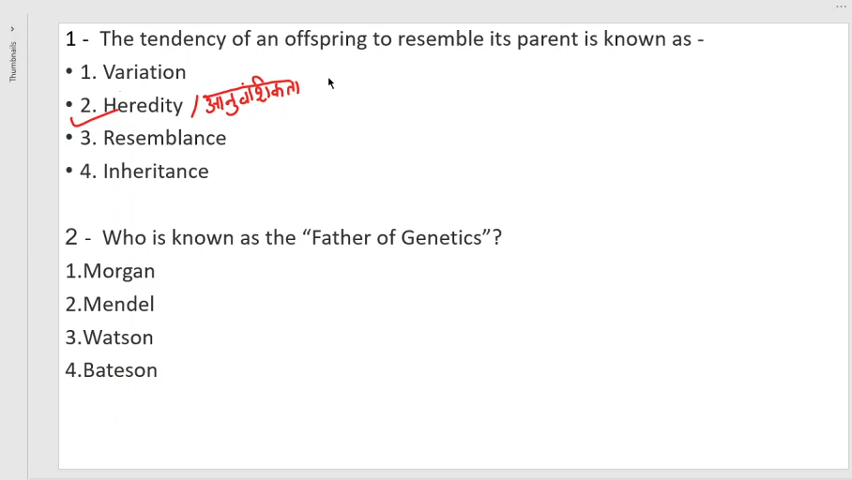 Thumbnails
1 - The tendency of an offspring to resemble its parent is known as -
• 1. Variation
• 2. Heredity / आनुवंशिकता
• 3. Resemblance
• 4. Inheritance
2 - Who is known as the “Father of Genetics”?
1.Morgan
2.Mendel
3.Watson
4.Bateson